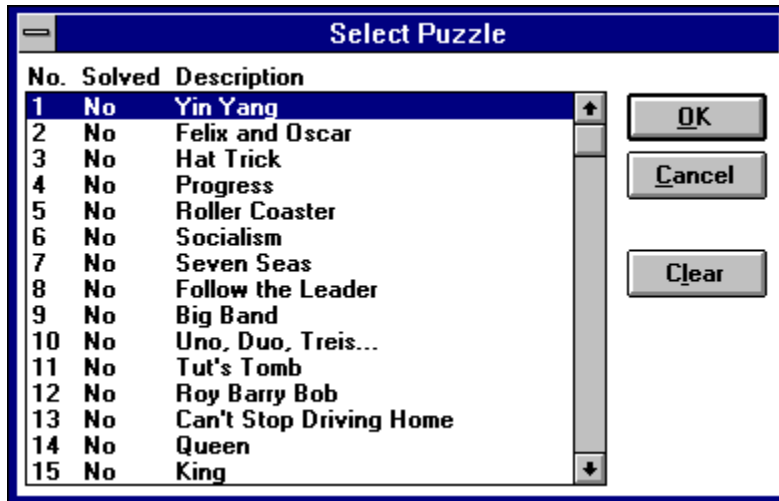 Select Puzzle
No. Solved Description
1 No Yin Yang
2 No Felix and Oscar
3 No Hat Trick
4 No Progress
5 No Roller Coaster
6 No Socialism
7 No Seven Seas
8 No Follow the Leader
9 No Big Band
10 No Uno, Duo, Treis...
11 No Tut's Tomb
12 No Roy Barry Bob
13 No Can't Stop Driving Home
14 No Queen
15 No King
OK
Cancel
Clear